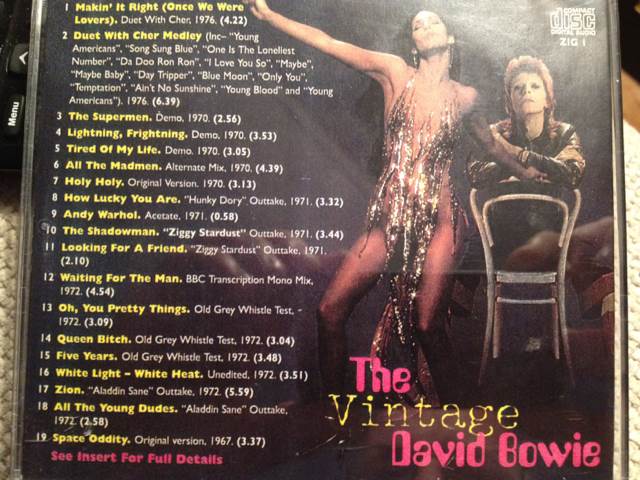 1 Makin' It Right (Once We Were
Lovers). Duet With Cher, 1976. (4.22)
2 Duet With Cher Medley (Inc– "Young
Americans", "Song Sung Blue", "One Is The Loneliest
Number", "Da Doo Ron Ron", "I Love You So", "Maybe",
"Maybe Baby", "Day Tripper", "Blue Moon", "Only You",
"Temptation", "Ain't No Sunshine", "Young Blood" and "Young
Americans"). 1976. (6.39)
3 The Supermen. Demo, 1970. (2.56)
4 Lightning, Frightning. Demo, 1970. (3.53)
5 Tired Of My Life. Demo. 1970. (3.05)
6 All The Madmen. Alternate Mix, 1970. (4.39)
7 Holy Holy. Original Version. 1970. (3.13)
8 How Lucky You Are. "Hunky Dory" Outtake, 1971. (3.32)
9 Andy Warhol. Acetate, 1971. (0.58)
10 The Shadowman. "Ziggy Stardust" Outtake, 1971. (3.44)
11 Looking For A Friend. "Ziggy Stardust" Outtake, 1971.
(2.10)
12 Waiting For The Man. BBC Transcription Mono Mix,
1972. (4.54)
13 Oh, You Pretty Things. Old Grey Whistle Test, -
1972. (3.09)
14 Queen Bitch. Old Grey Whistle Test, 1972. (3.04)
15 Five Years. Old Grey Whistle Test, 1972. (3.48)
16 White Light – White Heat. Unedited, 1972. (3.51)
17 Zion. "Aladdin Sane" Outtake, 1972. (5.59)
18 All The Young Dudes. "Aladdin Sane" Outtake,
1972. (2.58)
19 Space Oddity. Original version, 1967. (3.37)
See Insert For Full Details
COMPACT
disc
DIGITAL AUDIO
ZIG 1
The
Vintage
David Bowie
Menu